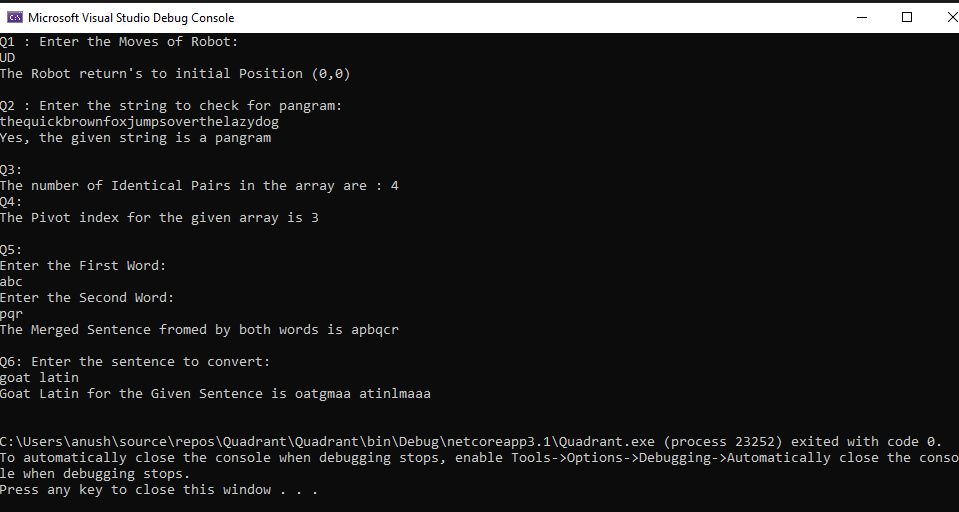 Microsoft Visual Studio Debug Console
Q1 : Enter the Moves of Robot:
UD
The Robot return's to initial Position (0,0)
Q2 : Enter the string to check for pangram:
thequickbrownfoxjumpsoverthelazydog
Yes, the given string is a pangram
Q3:
The number of Identical Pairs in the array are : 4
Q4:
The Pivot index for the given array is 3
Q5:
Enter the First Word:
abc
Enter the Second Word:
pqr
The Merged Sentence fromed by both words is apbqcr
Q6: Enter the sentence to convert:
goat latin
Goat Latin for the Given Sentence is oatgmaa atinlmaaa
C:\Users\anush\source\repos\Quadrant\Quadrant\bin\Debug\netcoreapp3.1\Quadrant.exe (process 23252) exited with code 0.
To automatically close the console when debugging stops, enable Tools->Options->Debugging->Automatically close the conso
le when debugging stops.
Press any key to close this window . . .